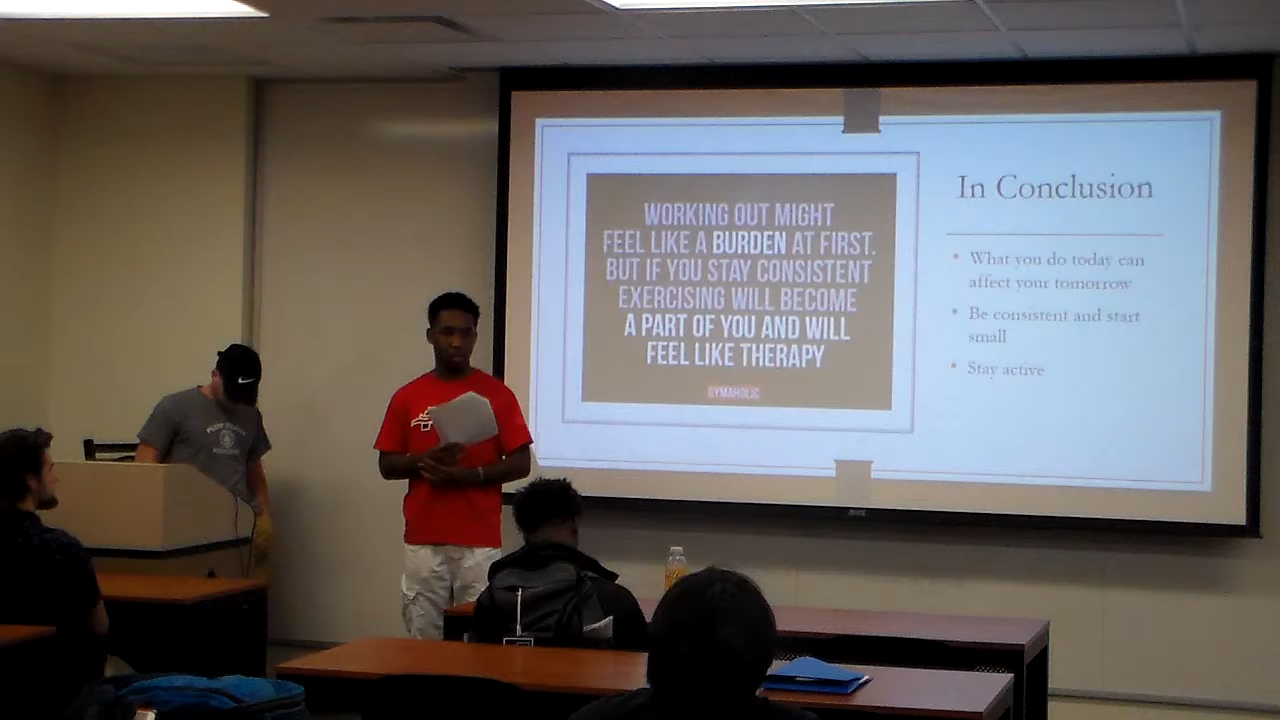 WORKING OUT MIGHT
FEEL LIKE A BURDEN AT FIRST.
BUT IF YOU STAY CONSISTENT
EXERCISING WILL BECOME
A PART OF YOU AND WILL
FEEL LIKE THERAPY
GYMAHOLIC
In Conclusion
• What you do today can
affect your tomorrow
• Be consistent and start
small
• Stay active